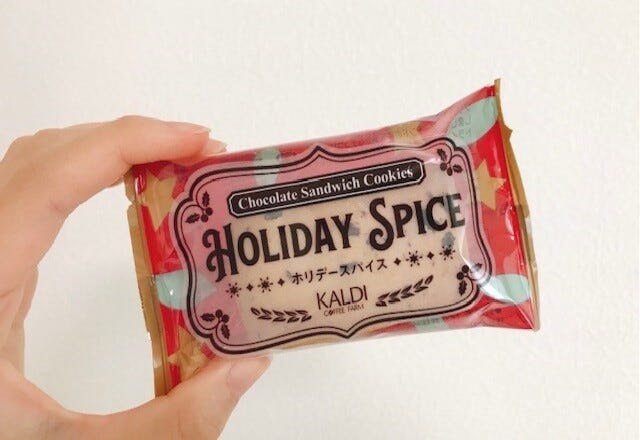 Chocolate Sandwich Cookies
HOLIDAY SPICE
ホリデースパイス
KALDI
COFFEE FARM